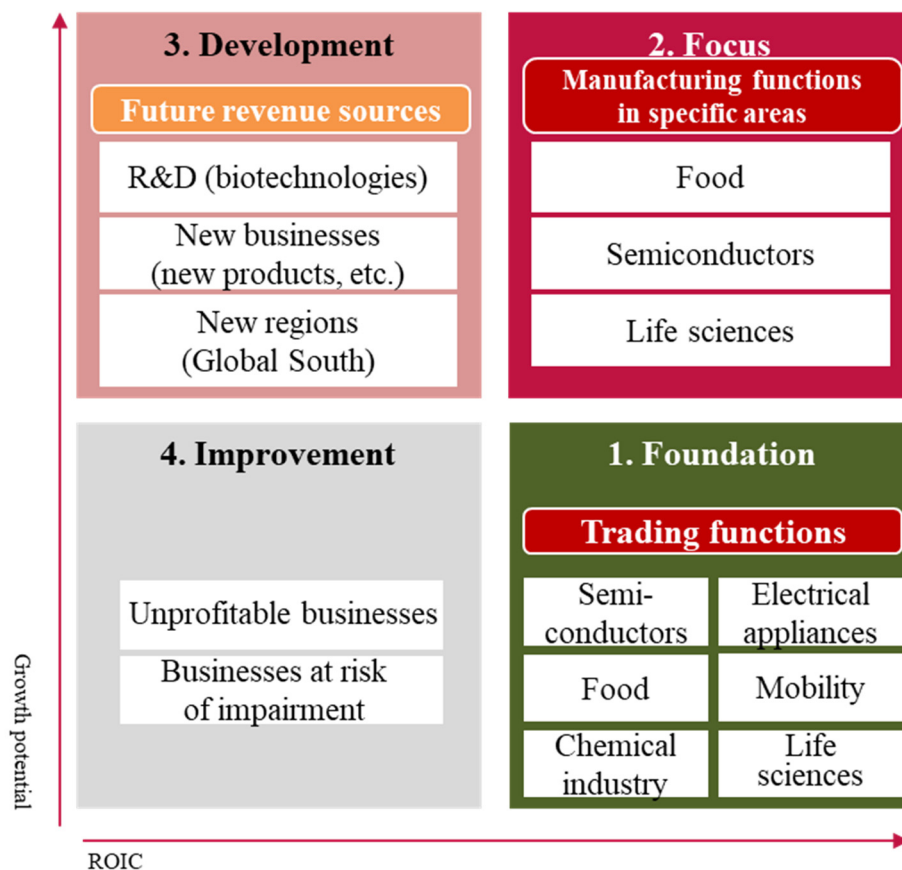 3. Development
Future revenue sources
R&D (biotechnologies)
New businesses
(new products, etc.)
New regions
(Global South)
2. Focus
Manufacturing functions
in specific areas
Food
Semiconductors
Life sciences
4. Improvement
Unprofitable businesses
Businesses at risk
of impairment
1. Foundation
Trading functions
Semi-
conductors
Electrical
appliances
Food
Mobility
Chemical
industry
Life
sciences
Growth potential
ROIC